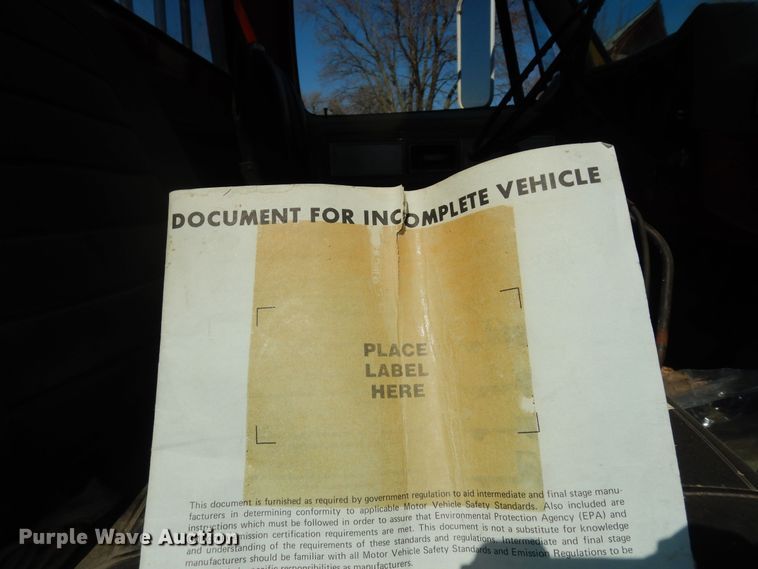 DOCUMENT FOR INCOMPLETE VEHICLE
PLACE
LABEL
HERE
This document is furnished as required by government regulation to aid intermediate and final stage manu-
facturers in determining conformity to applicable Motor Vehicle Safety Standards. Also included are
instructions which must be followed in order to assure that Environmental Protection Agency (EPA) and
emission certification requirements are met. This document is not a substitute for knowledge
and understanding of the requirements of these standards and regulations. Intermediate and final stage
manufacturers should be familiar with all Motor Vehicle Safety Standards and Emission Regulations to be
responsibilities as manufacturers.
Purple Wave Auction